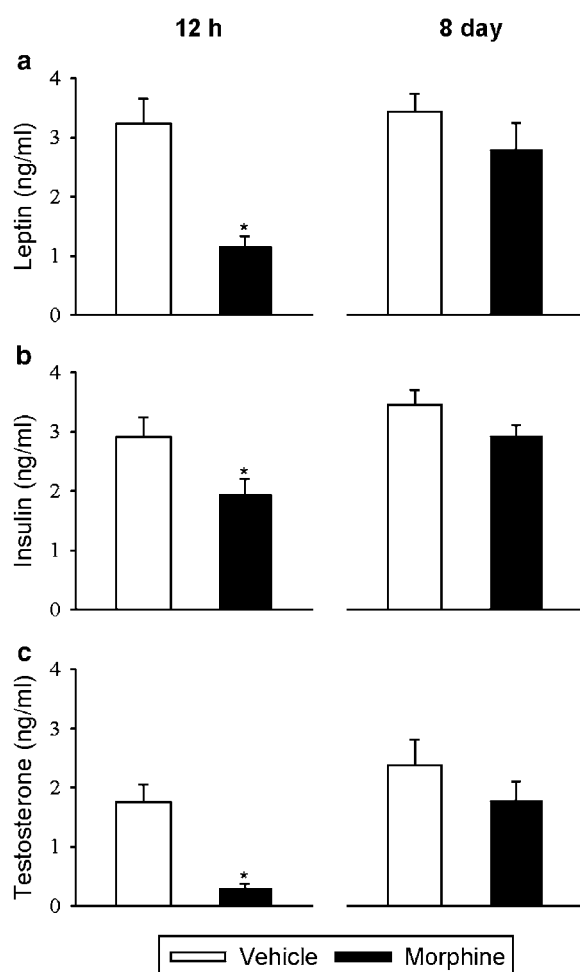 12 h
8 day
a
Leptin (ng/ml)
4
3
2
1
0
*
b
Insulin (ng/ml)
4
3
2
1
0
*
c
Testosterone (ng/ml)
4
3
2
1
0
*
Vehicle
Morphine